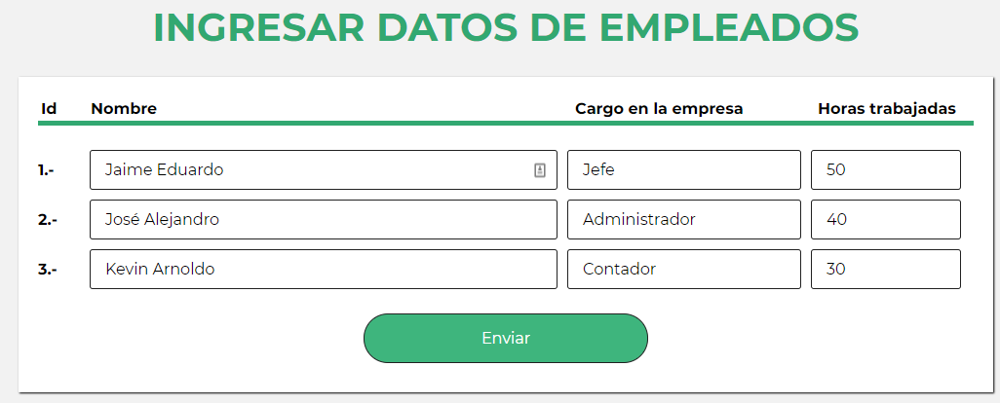 INGRESAR DATOS DE EMPLEADOS
Id Nombre Cargo en la empresa Horas trabajadas
1.- Jaime Eduardo Jefe 50
2.- José Alejandro Administrador 40
3.- Kevin Arnoldo Contador 30
Enviar